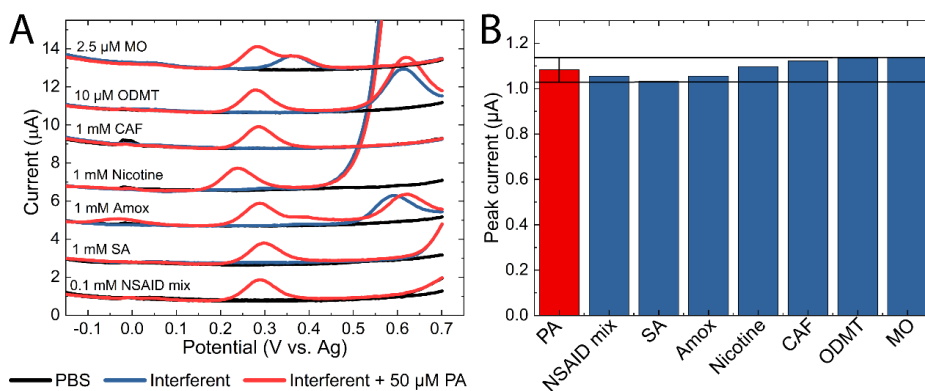 A
14
12
10
8
6
4
2
0
Current (µA)
2.5 µM MO
10 µM ODMT
1 mM CAF
1 mM Nicotine
1 mM Amox
1 mM SA
0.1 mM NSAID mix
-0.1 0.0 0.1 0.2 0.3 0.4 0.5 0.6 0.7
Potential (V vs. Ag)
PBS Interferent Interferent + 50 µM PA
B
1.2
1.0
0.8
0.6
0.4
0.2
0.0
Peak current (µA)
PA
NSAID mix
SA
Amox
Nicotine
CAF
ODMT
MO